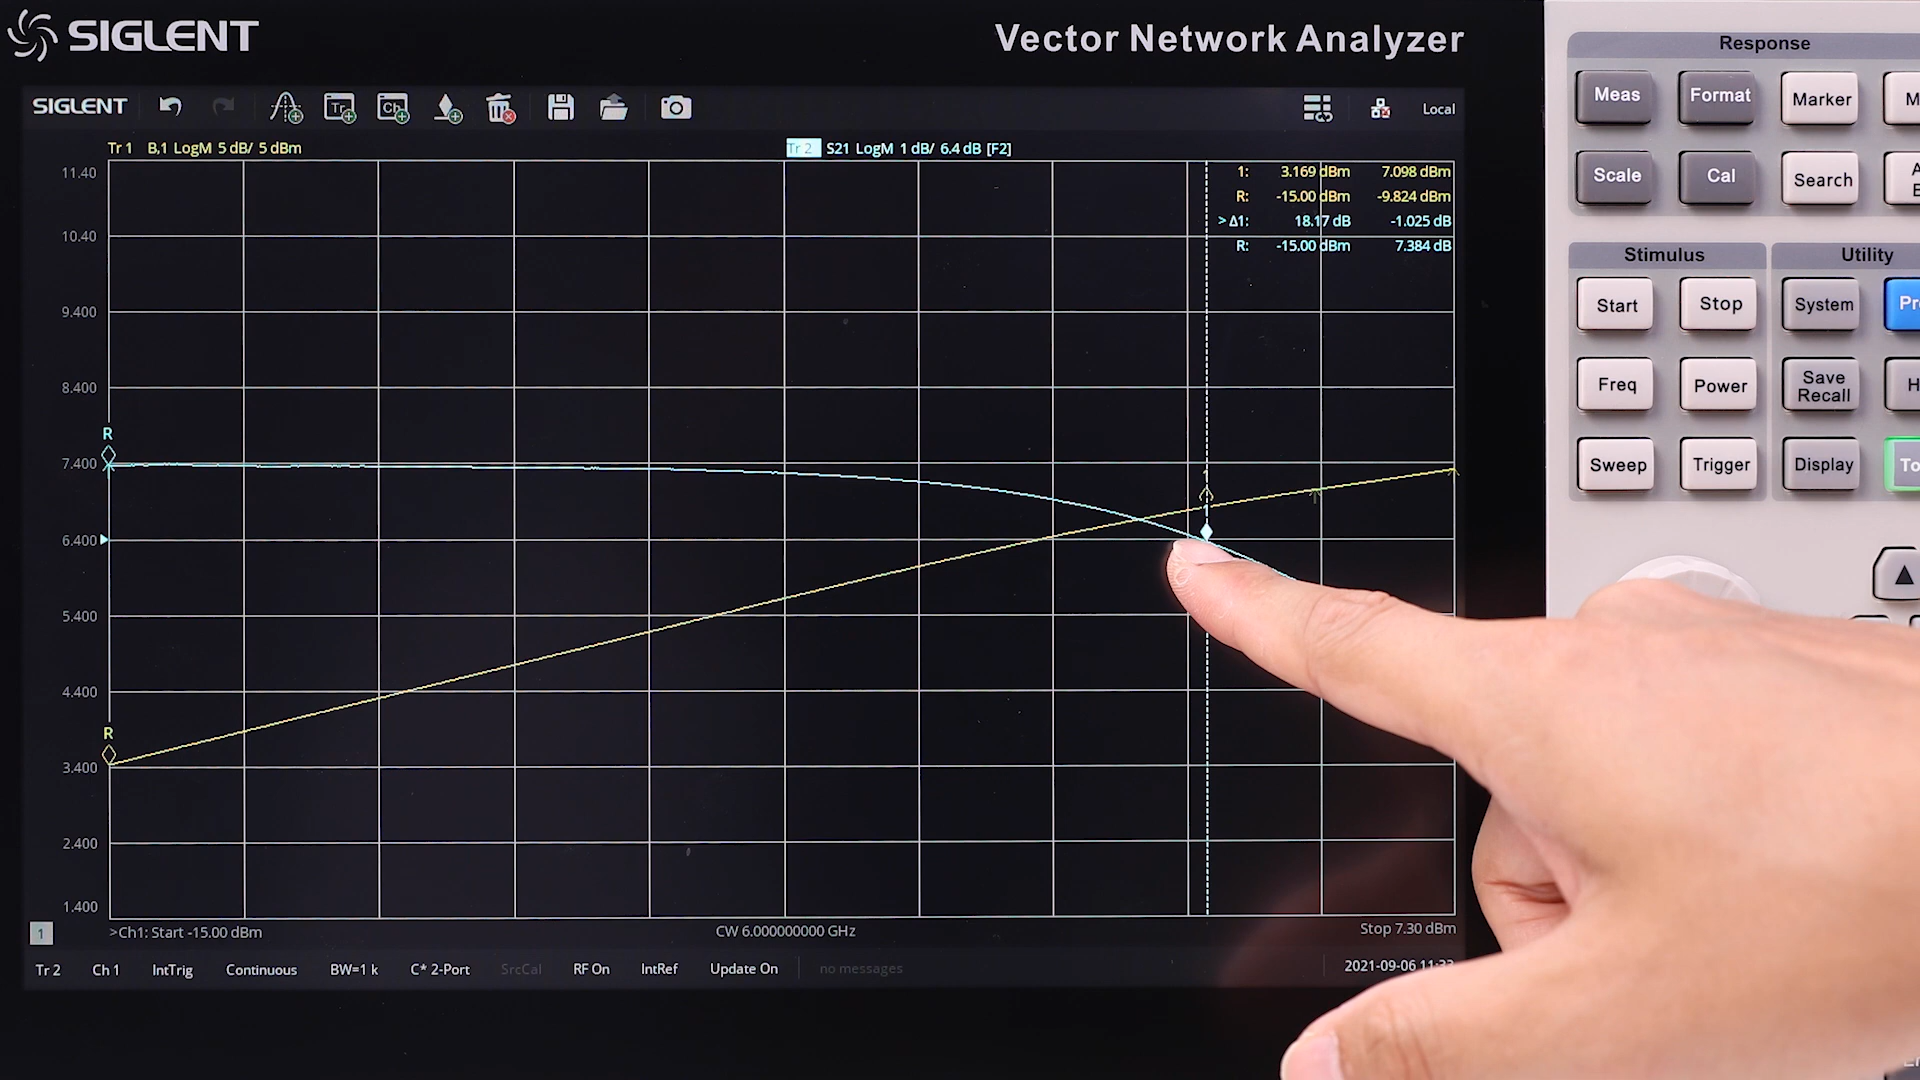 SIGLENT
Vector Network Analyzer
SIGLENT
Tr
Ch
Local
Tr 1 B,1 LogM 5 dB/ 5 dBm
Tr 2 S21 LogM 1 dB/ 6.4 dB [F2]
1: 3.169 dBm 7.098 dBm
R: -15.00 dBm -9.824 dBm
> Δ1: 18.17 dB -1.025 dB
R: -15.00 dBm 7.384 dB
11.40
10.40
9.400
8.400
7.400
6.400
5.400
4.400
3.400
2.400
1.400
R
R
1
>Ch1: Start -15.00 dBm
CW 6.000000000 GHz
Stop 7.30 dBm
Tr 2 Ch 1 IntTrig Continuous BW=1 k C* 2-Port SrcCal RF On IntRef Update On no messages
2021-09-06
Response
Meas Format Marker
Scale Cal Search
Stimulus
Utility
Start Stop System
Freq Power Save Recall
Sweep Trigger Display